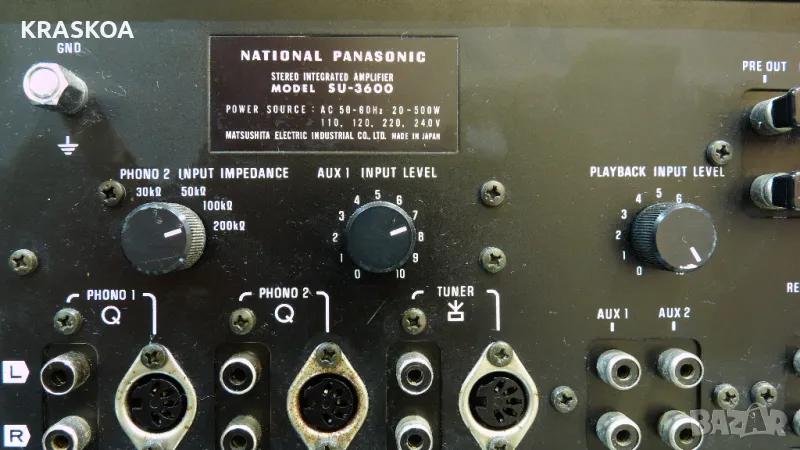 KRASKOA
GND
NATIONAL PANASONIC
STEREO INTEGRATED AMPLIFIER
MODEL SU-3600
POWER SOURCE : AC 50-60Hz 20-500W
110, 120, 220, 240V
MATSUSHITA ELECTRIC INDUSTRIAL CO., LTD. MADE IN JAPAN
PRE OUT
PHONO 2 INPUT IMPEDANCE
30kΩ 50kΩ 100kΩ 200kΩ
AUX 1 INPUT LEVEL
0 1 2 3 4 5 6 7 8 9 10
PLAYBACK INPUT LEVEL
0 1 2 3 4 5 6
PHONO 1
PHONO 2
TUNER
AUX 1
AUX 2
RE
L
R
bazar